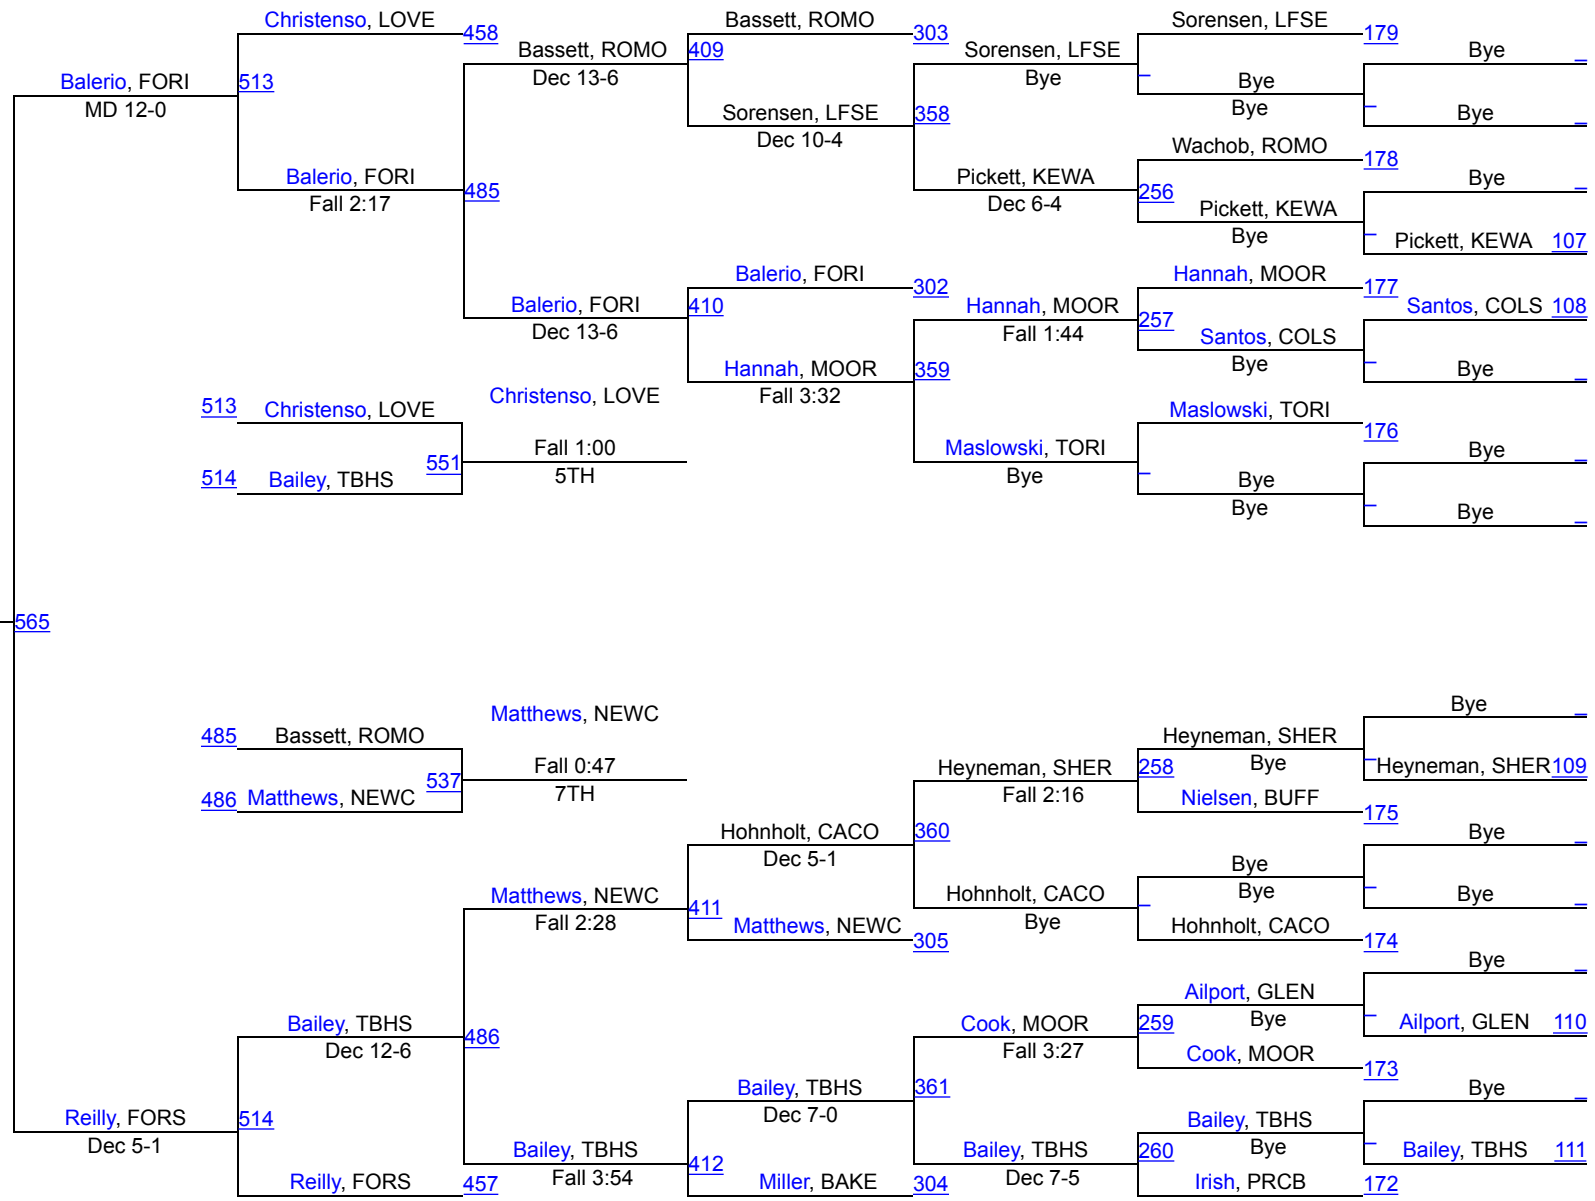 Christenso, LOVE
458
Bassett, ROMO
303
Sorensen, LFSE
179
Bye
Bassett, ROMO
Dec 13-6
409
Sorensen, LFSE
Bye
Balerio, FORI
MD 12-0
513
Bye
Bye
Bye
Sorensen, LFSE
Dec 10-4
358
Wachob, ROMO
178
Balerio, FORI
Fall 2:17
485
Pickett, KEWA
Dec 6-4
256
Bye
Pickett, KEWA
Bye
Pickett, KEWA 107
Balerio, FORI
302
Hannah, MOOR
177
Balerio, FORI
Dec 13-6
410
Hannah, MOOR
Fall 1:44
257
Santos, COLS 108
Santos, COLS
Bye
Hannah, MOOR
Fall 3:32
359
Bye
Christenso, LOVE
513
Christenso, LOVE
Maslowski, TORI
176
Fall 1:00
5TH
551
Maslowski, TORI
Bye
Bye
514
Bailey, TBHS
Bye
Bye
Bye
565
Matthews, NEWC
Bye
485
Bassett, ROMO
Heyneman, SHER
Bye
Fall 0:47
7TH
537
Heyneman, SHER
Fall 2:16
258
Heyneman, SHER 109
486
Matthews, NEWC
Nielsen, BUFF
175
Hohnholt, CACO
Dec 5-1
360
Bye
Bye
Bye
Matthews, NEWC
Fall 2:28
411
Hohnholt, CACO
Bye
Bye
Matthews, NEWC
305
Hohnholt, CACO
174
Bye
Ailport, GLEN
Bye
Bailey, TBHS
Dec 12-6
486
Cook, MOOR
Fall 3:27
259
Ailport, GLEN 110
Cook, MOOR
173
Bailey, TBHS
Dec 7-0
361
Bye
Reilly, FORS
Dec 5-1
514
Bailey, TBHS
Bye
Bailey, TBHS
Fall 3:54
412
Bailey, TBHS
Dec 7-5
260
Bailey, TBHS 111
Reilly, FORS
457
Miller, BAKE
304
Irish, PRCB
172